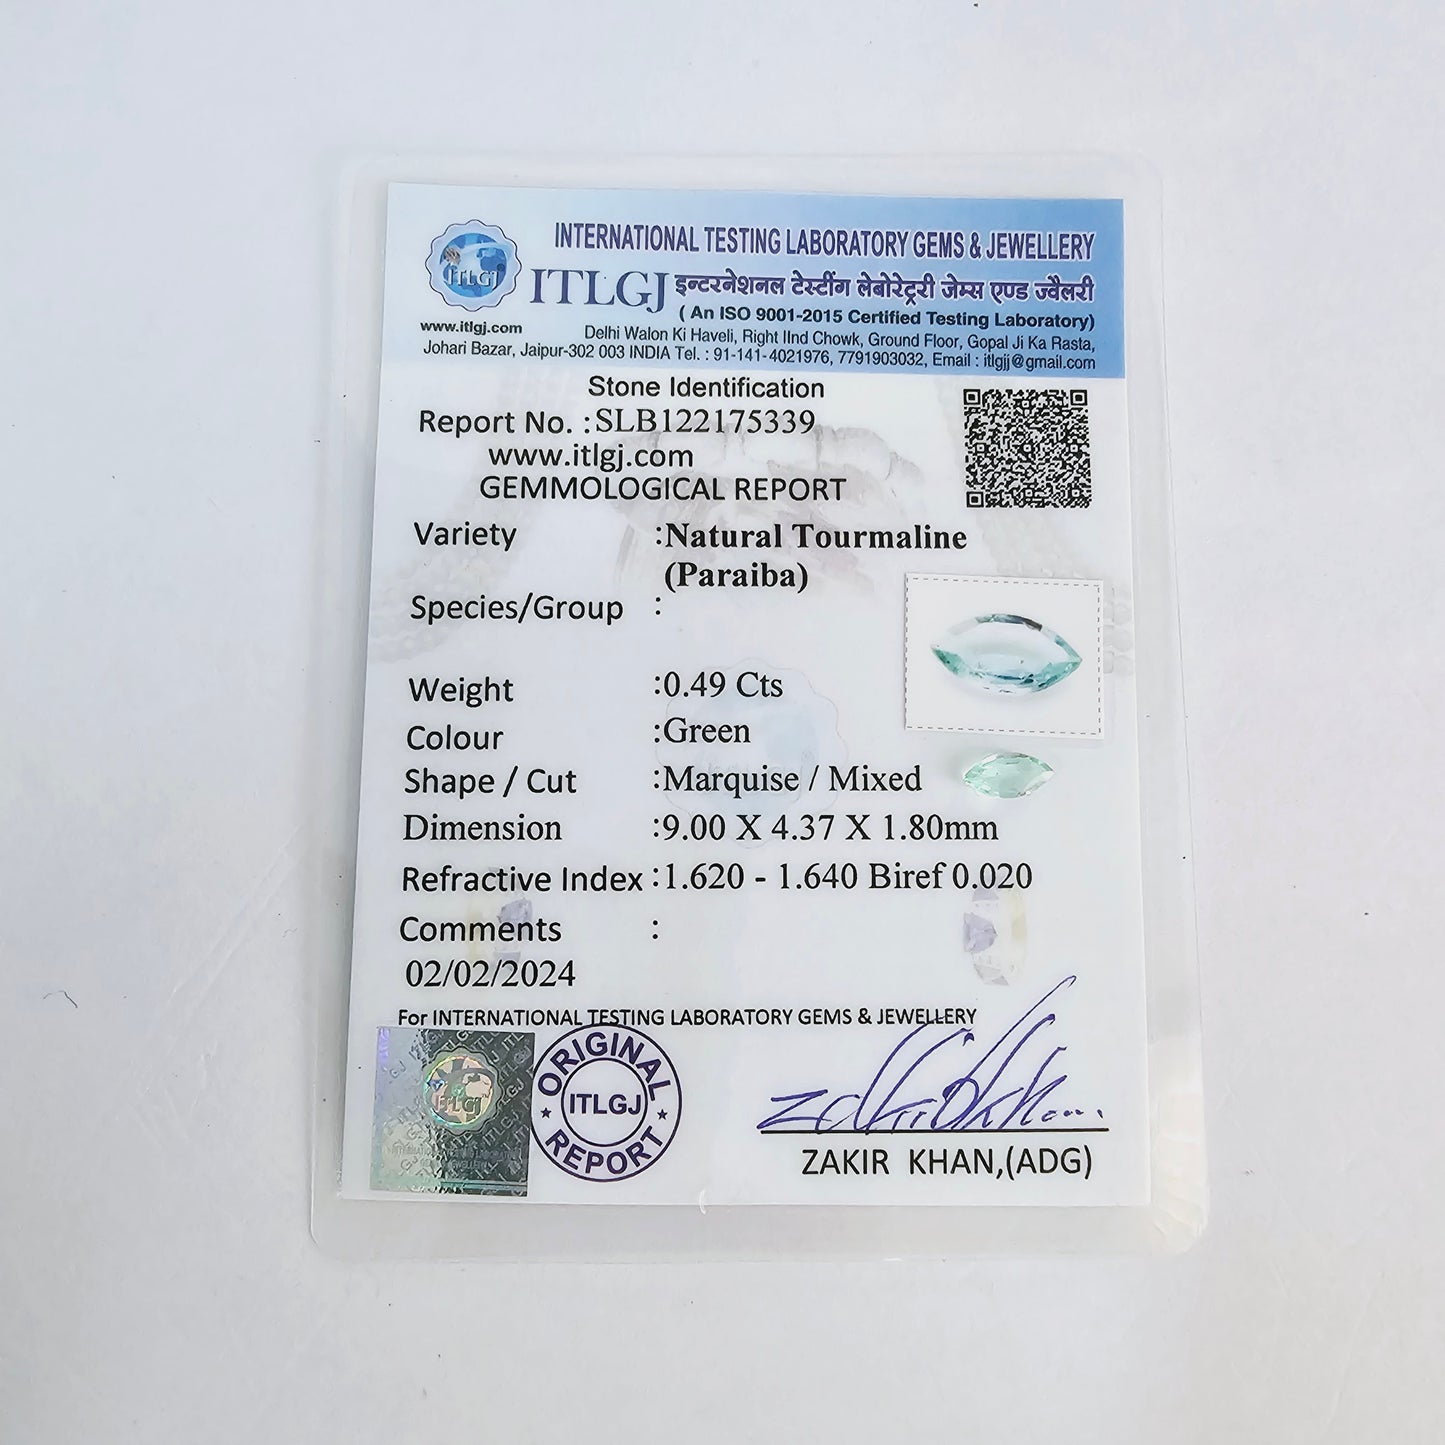 INTERNATIONAL TESTING LABORATORY GEMS & JEWELLERY
ITLGJ
ITLGJ इन्टरनेशनल टेस्टींग लेबोरेट्ररी जेम्स एण्ड ज्वैलरी
( An ISO 9001-2015 Certified Testing Laboratory)
www.itlgj.com Delhi Walon Ki Haveli, Right IInd Chowk, Ground Floor, Gopal Ji Ka Rasta,
Johari Bazar, Jaipur-302 003 INDIA Tel. : 91-141-4021976, 7791903032, Email : itlgjj@gmail.com
Stone Identification
Report No. :SLB122175339
www.itlgj.com
GEMMOLOGICAL REPORT
Variety :Natural Tourmaline
(Paraiba)
Species/Group :
Weight :0.49 Cts
Colour :Green
Shape / Cut :Marquise / Mixed
Dimension :9.00 X 4.37 X 1.80mm
Refractive Index :1.620 - 1.640 Biref 0.020
Comments :
02/02/2024
For INTERNATIONAL TESTING LABORATORY GEMS & JEWELLERY
ITLGJ
ORIGINAL
ITLGJ
REPORT
ZAKIR KHAN,(ADG)